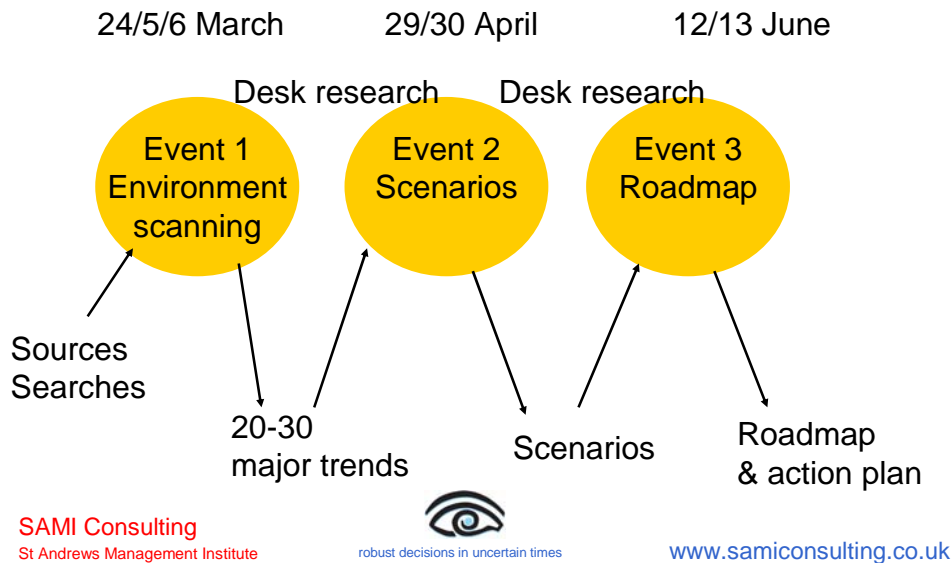 24/5/6 March
29/30 April
12/13 June
Desk research
Desk research
Event 1
Environment
scanning
Event 2
Scenarios
Event 3
Roadmap
Sources
Searches
20-30
major trends
Scenarios
Roadmap
& action plan
SAMI Consulting
St Andrews Management Institute
robust decisions in uncertain times
www.samiconsulting.co.uk